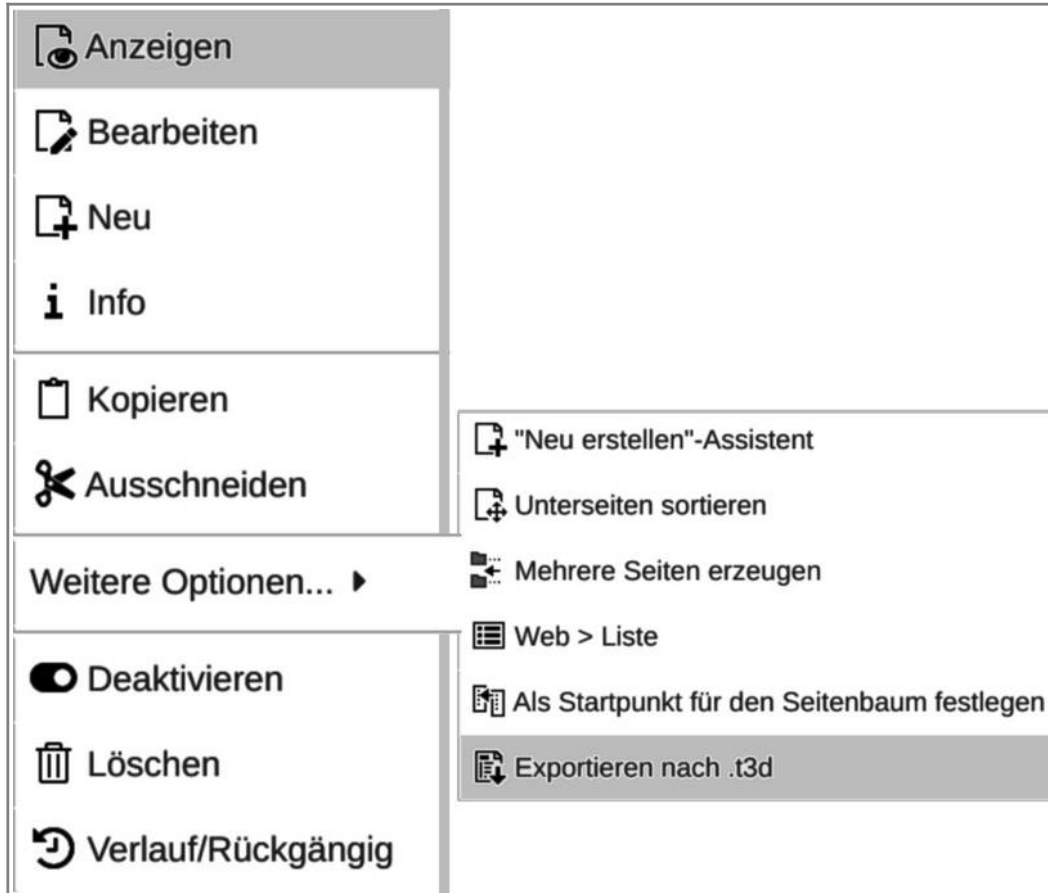 Anzeigen
Bearbeiten
Neu
Info
Kopieren
Ausschneiden
Weitere Optionen...
"Neu erstellen"-Assistent
Unterseiten sortieren
Mehrere Seiten erzeugen
Web > Liste
Als Startpunkt für den Seitenbaum festlegen
Exportieren nach .t3d
Deaktivieren
Löschen
Verlauf/Rückgängig